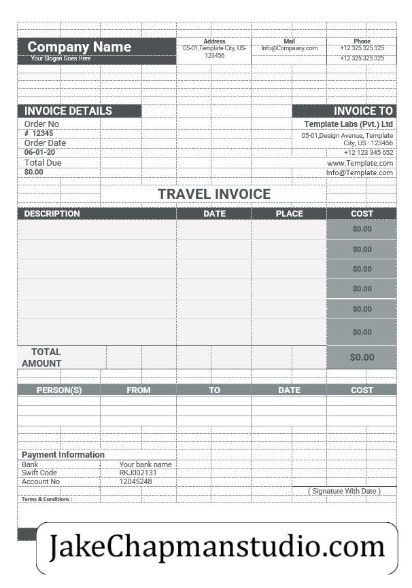 Company Name
Your Slogan Goes Here
Address
05-01,Template City, US-
123456
Mail
Info@Company.com
Phone
+12 325 325 325
+12 325 325 325
INVOICE DETAILS
Order No
# 12345
Order Date
06-01-20
Total Due
$0.00
INVOICE TO
Template Labs (Pvt.) Ltd
05-01,Design Avenue, Template
City, US - 123456
+12 123 345 652
www.Template.com
Info@Template.com
TRAVEL INVOICE
DESCRIPTION DATE PLACE COST
$0.00
$0.00
$0.00
$0.00
$0.00
$0.00
TOTAL
AMOUNT
$0.00
PERSON(S) FROM TO DATE COST
Payment Information
Bank : Your bank name
Swift Code RKJ002131
Account No 12045248
( Signature With Date )
Terms & Conditions :
JakeChapmanstudio.com